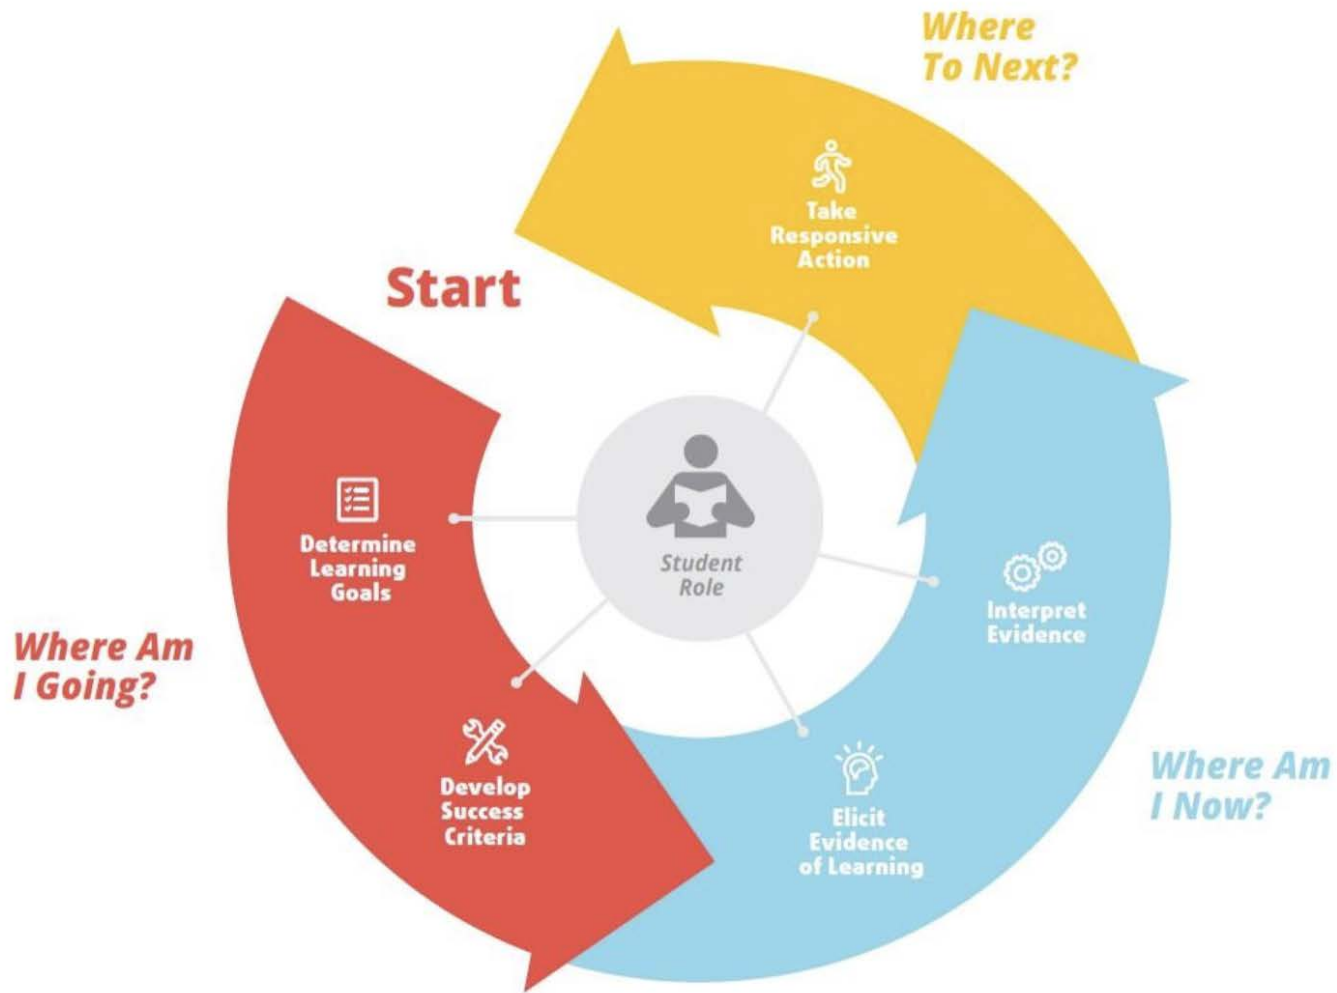 Where
To Next?
Take
Responsive
Action
Start
Determine
Learning
Goals
Student
Role
Interpret
Evidence
Where Am
I Going?
Develop
Success
Criteria
Elicit
Evidence
of Learning
Where Am
I Now?